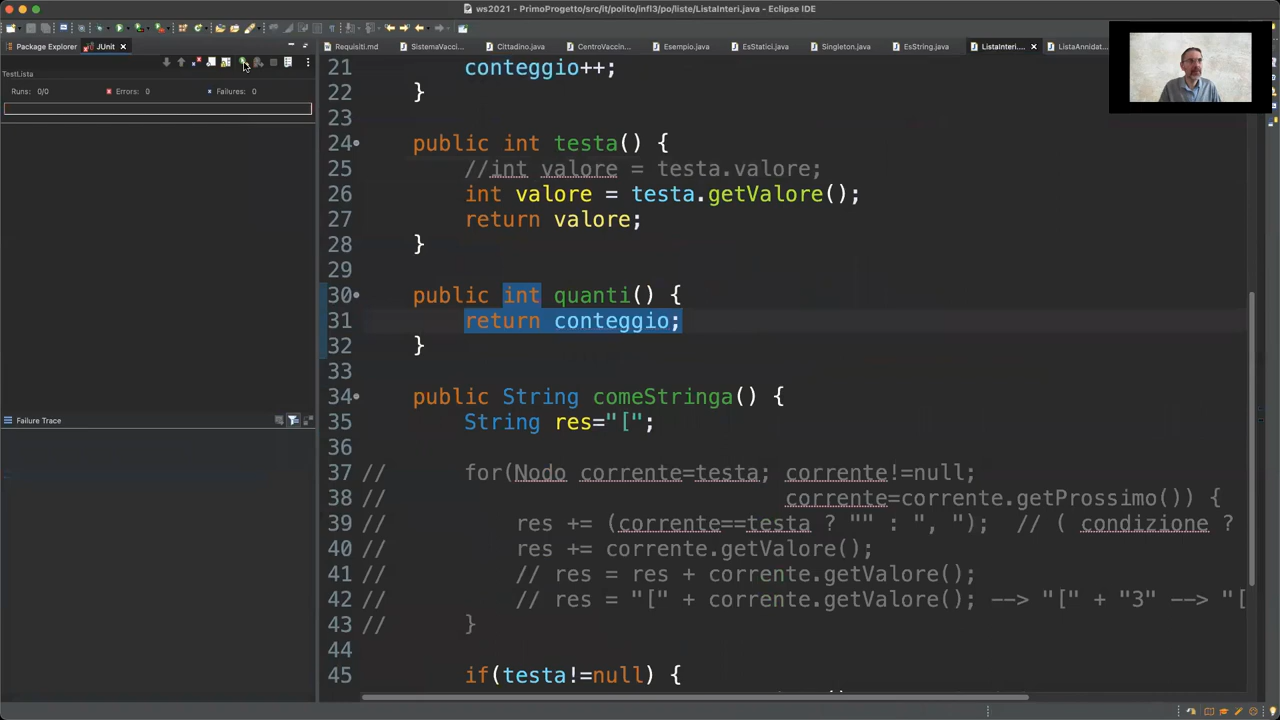 ws2021 - PrimoProgetto/src/it/polito/infl3/po/liste/ListaInteri.java - Eclipse IDE
Package Explorer JUnit
Requisiti.md SistemaVacci... Cittadino.java CentroVaccin... Esempio.java EsStatici.java Singleton.java EsString.java ListaInteri.j... ListaAnnidat
TestLista
Runs: 0/0 Errors: 0 Failures: 0
Failure Trace
21 conteggio++;
22 }
23
24 public int testa() {
25 //int valore = testa.valore;
26 int valore = testa.getValore();
27 return valore;
28 }
29
30 public int quanti() {
31 return conteggio;
32 }
33
34 public String comeStringa() {
35 String res="[";
36
37 // for(Nodo corrente=testa; corrente!=null;
38 // corrente=corrente.getProssimo()) {
39 // res += (corrente==testa ? "" : ", "); // ( condizione ?
40 // res += corrente.getValore();
41 // // res = res + corrente.getValore();
42 // // res = "[" + corrente.getValore(); --> "[" + "3" --> "[
43 // }
44
45 if(testa!=null) {